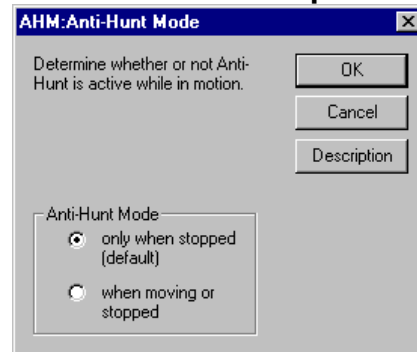 AHM:Anti-Hunt Mode
Determine whether or not Anti-
Hunt is active while in motion.
OK
Cancel
Description
Anti-Hunt Mode
only when stopped
(default)
when moving or
stopped